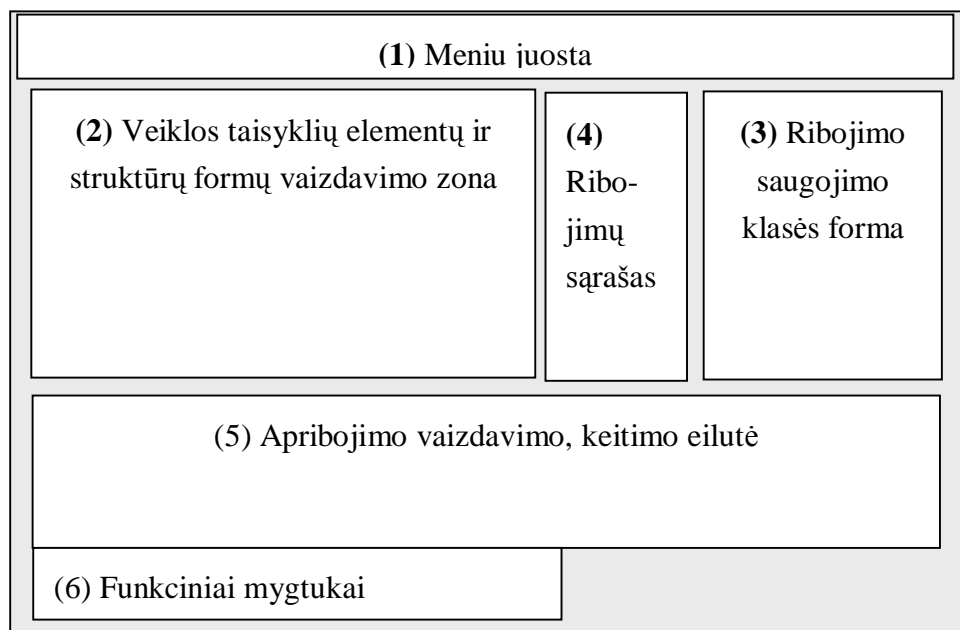 (1) Meniu juosta
(2) Veiklos taisyklių elementų ir
struktūrų formų vaizdavimo zona
(4)
Ribo-
jimų
sąrašas
(3) Ribojimo
saugojimo
klasės forma
(5) Apribojimo vaizdavimo, keitimo eilutė
(6) Funkciniai mygtukai